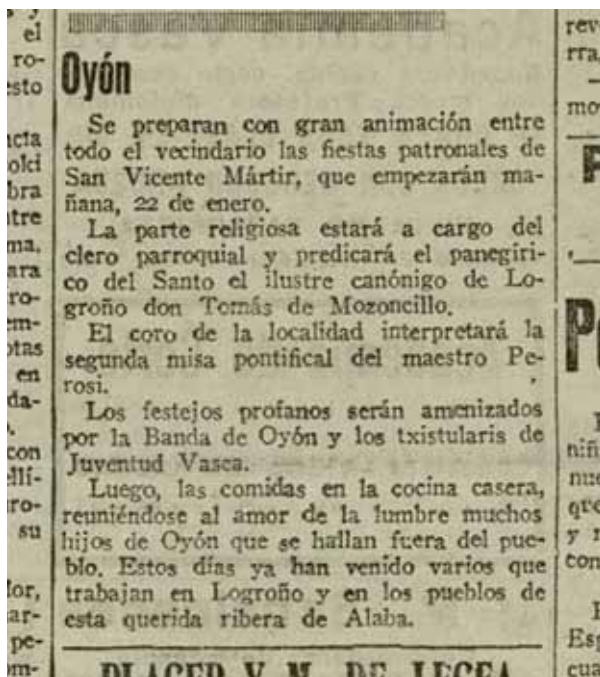 Oyón
Se preparan con gran animación entre
todo el vecindario las fiestas patronales de
San Vicente Mártir, que empezarán ma-
ñana, 22 de enero.
La parte religiosa estará a cargo del
clero parroquial y predicará el panegíri-
co del Santo el ilustre canónigo de Lo-
groño don Tomás de Mozoncillo.
El coro de la localidad interpretará la
segunda misa pontifical del maestro Pe-
rosi.
Los festejos profanos serán amenizados
por la Banda de Oyón y los txistularis de
Juventud Vasca.
Luego, las comidas en la cocina casera,
reuniéndose al amor de la lumbre muchos
hijos de Oyón que se hallan fuera del pue-
blo. Estos días ya han venido varios que
trabajan en Logroño y en los pueblos de
esta querida ribera de Alaba.
PLACER Y M. DE LECEA